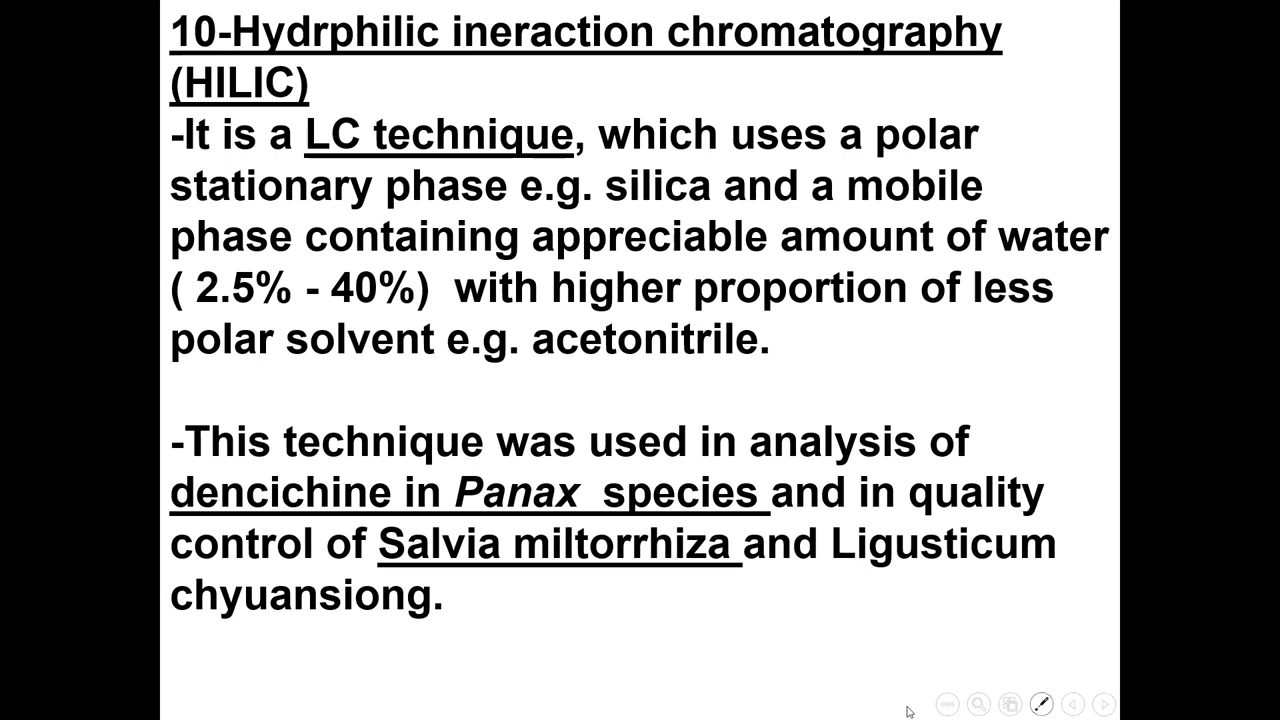 10-Hydrphilic ineraction chromatography
(HILIC)
-It is a LC technique, which uses a polar
stationary phase e.g. silica and a mobile
phase containing appreciable amount of water
( 2.5% - 40%)  with higher proportion of less
polar solvent e.g. acetonitrile.
-This technique was used in analysis of
dencichine in Panax  species and in quality
control of Salvia miltorrhiza and Ligusticum
chyuansiong.